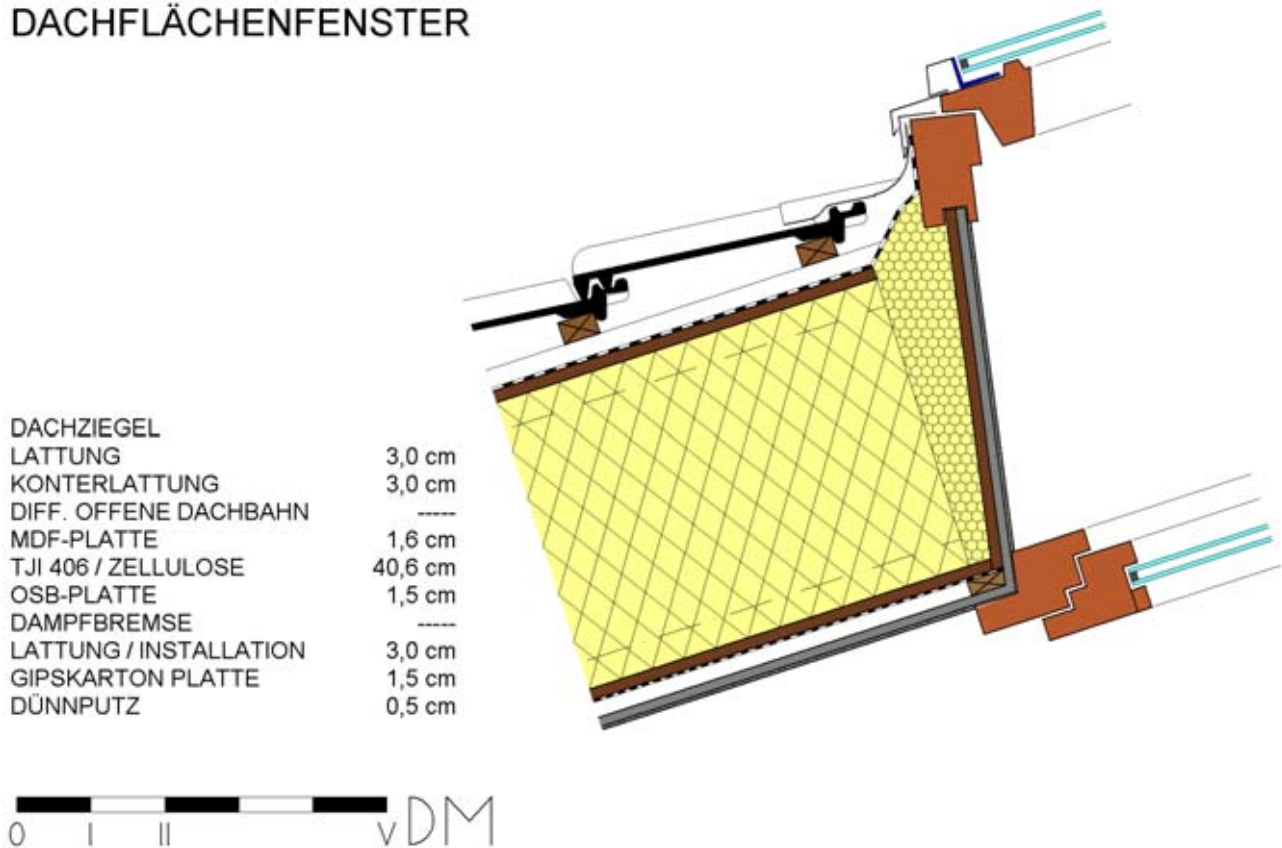 DACHFLÄCHENFENSTER
DACHZIEGEL
LATTUNG 3,0 cm
KONTERLATTUNG 3,0 cm
DIFF. OFFENE DACHBAHN -----
MDF-PLATTE 1,6 cm
TJI 406 / ZELLULOSE 40,6 cm
OSB-PLATTE 1,5 cm
DAMPFBREMSE -----
LATTUNG / INSTALLATION 3,0 cm
GIPSKARTON PLATTE 1,5 cm
DÜNNPUTZ 0,5 cm
0 I II V DM